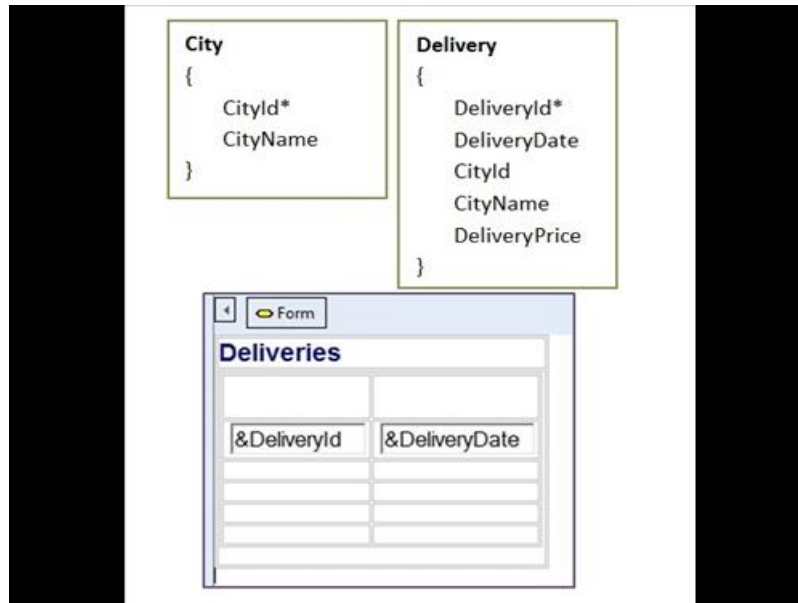 City
{
CityId*
CityName
}
Delivery
{
DeliveryId*
DeliveryDate
CityId
CityName
DeliveryPrice
}
Form
Deliveries
&DeliveryId &DeliveryDate